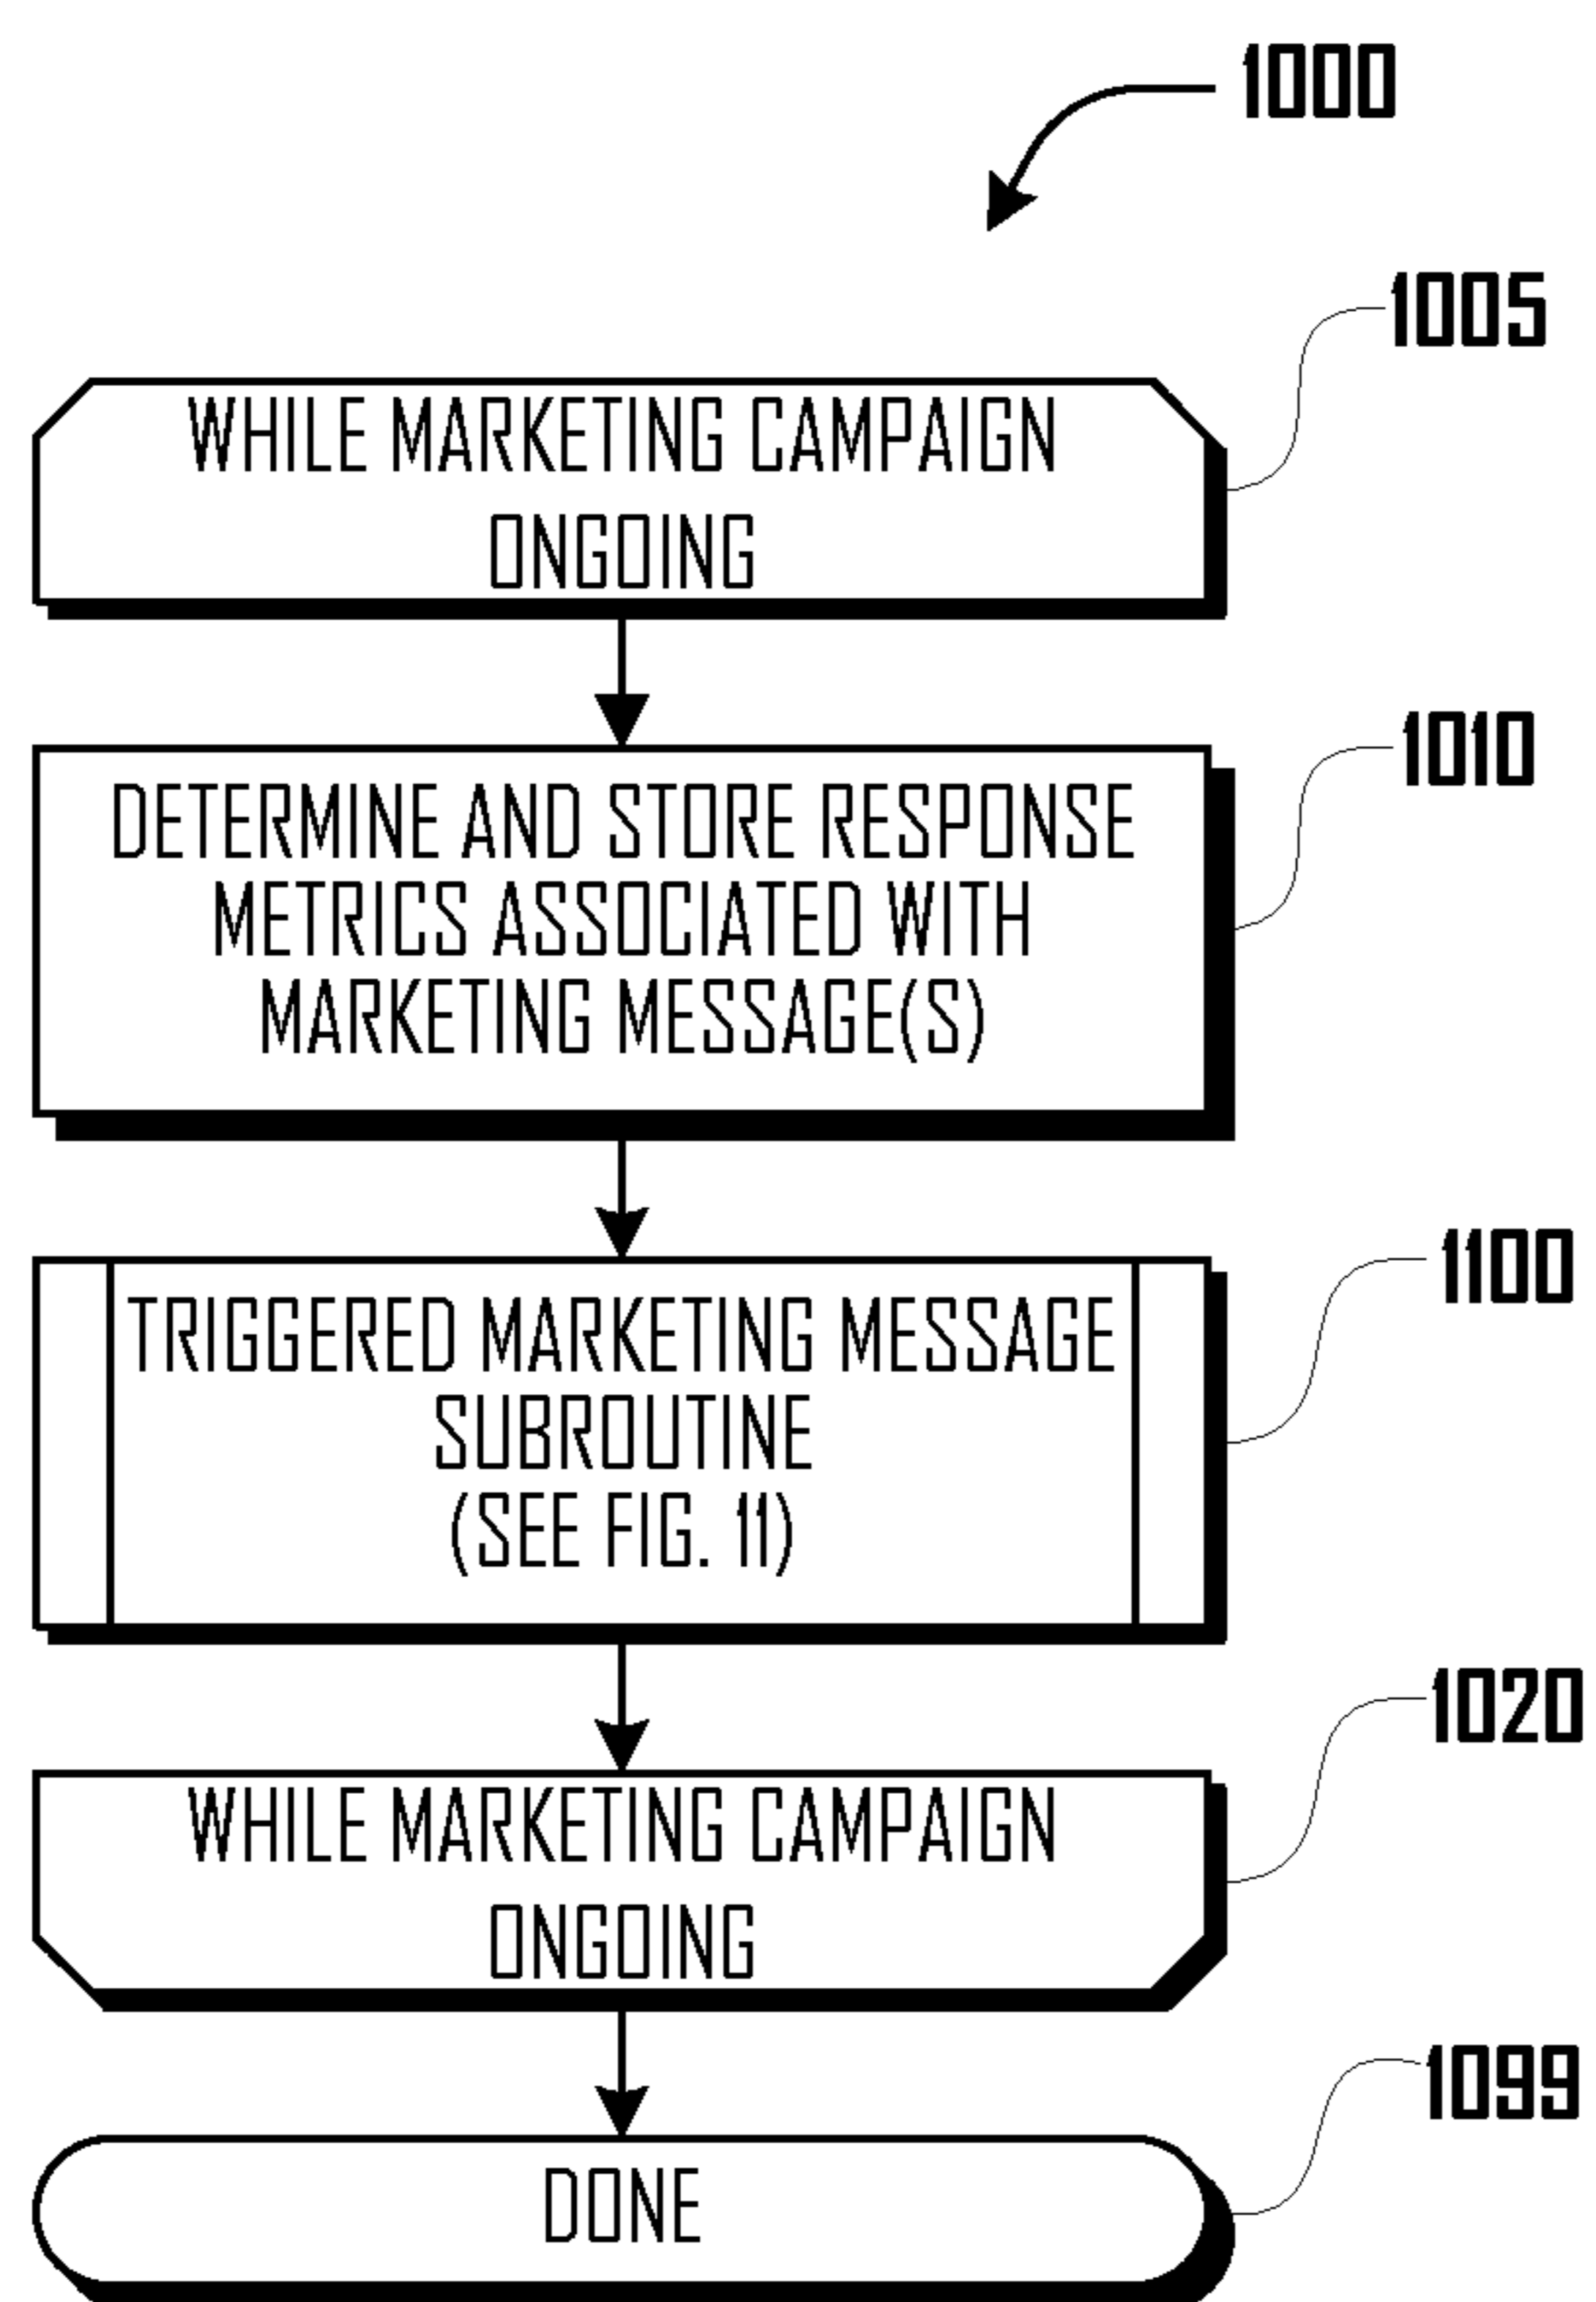 1000
1005
WHILE MARKETING CAMPAIGN
ONGOING
1010
DETERMINE AND STORE RESPONSE
METRICS ASSOCIATED WITH
MARKETING MESSAGE(S)
1100
TRIGGERED MARKETING MESSAGE
SUBROUTINE
(SEE FIG. 11)
1020
WHILE MARKETING CAMPAIGN
ONGOING
1099
DONE